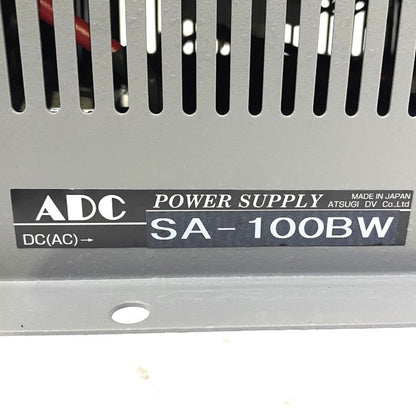 ADC POWER SUPPLY MADE IN JAPAN
ATSUGI DV Co.,Ltd
DC(AC)→ SA-100BW